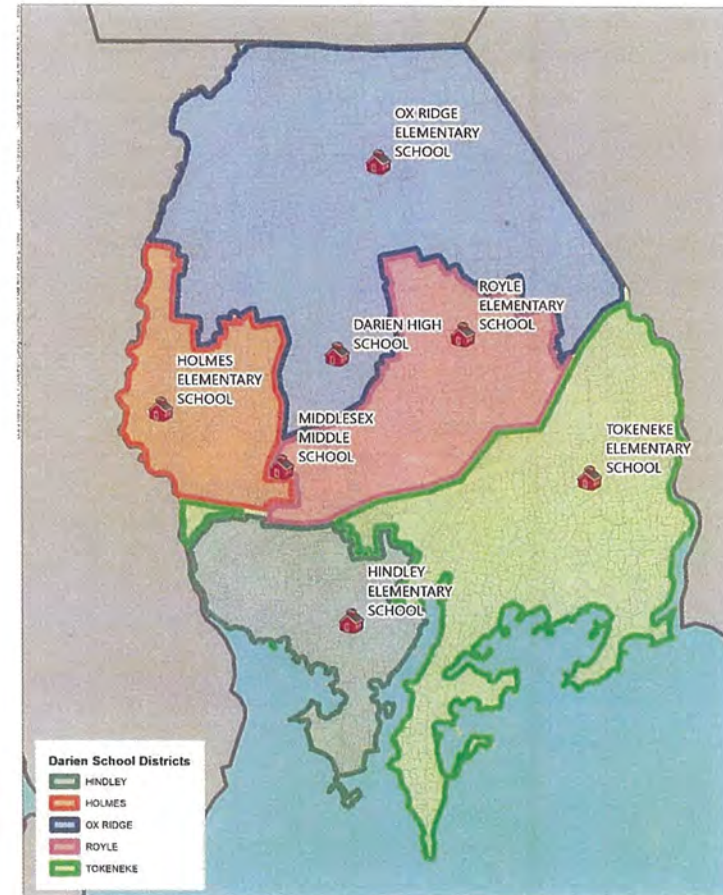 OX RIDGE
ELEMENTARY
SCHOOL
ROYLE
ELEMENTARY
SCHOOL
DARIEN HIGH
SCHOOL
HOLMES
ELEMENTARY
SCHOOL
MIDDLESEX
MIDDLE
SCHOOL
TOKENEKE
ELEMENTARY
SCHOOL
HINDLEY
ELEMENTARY
SCHOOL
Darien School Districts
HINDLEY
HOLMES
OX RIDGE
ROYLE
TOKENEKE